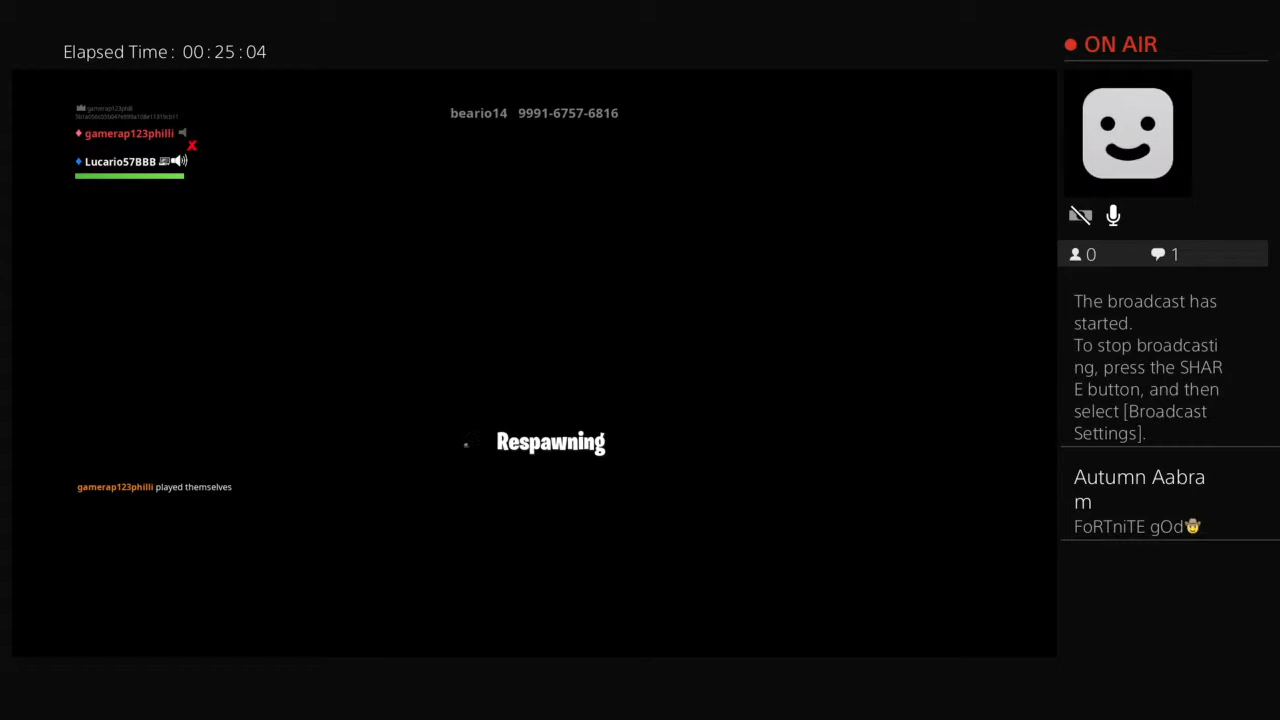 Elapsed Time: 00:25:04
ON AIR
gamerap123philli
gamerap123philli
X
Lucario57BBB
beario14 9991-6757-6816
0 1
The broadcast has
started.
To stop broadcasti
ng, press the SHAR
E button, and then
select [Broadcast
Settings].
Respawning
Autumn Aabra
m
FoRTniTE gOd🤠
gamerap123philli played themselves